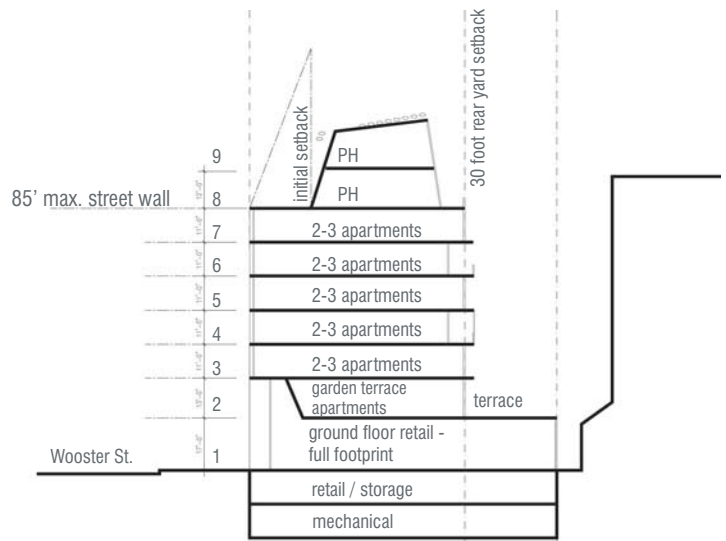 initial setback
30 foot rear yard setback
9
PH
85' max. street wall
8
PH
7
2-3 apartments
6
2-3 apartments
5
2-3 apartments
4
2-3 apartments
3
2-3 apartments
garden terrace
apartments
2
terrace
ground floor retail -
full footprint
Wooster St.
1
retail / storage
mechanical